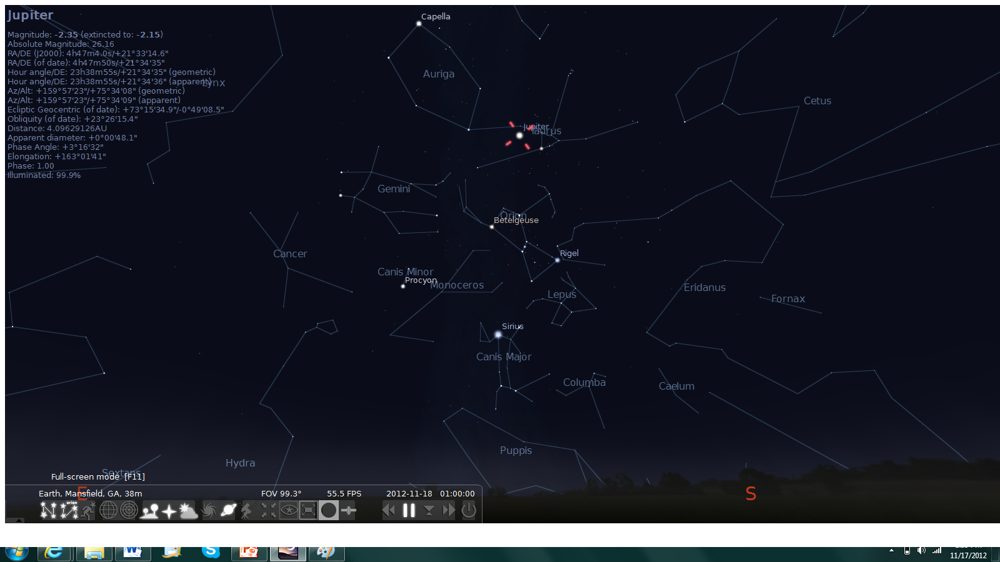 Jupiter
Magnitude: -2.35 (extincted to: -2.15)
Absolute Magnitude: 26.16
RA/DE (J2000): 4h47m4.0s/+21°33'14.6"
RA/DE (of date): 4h47m50s/+21°34'35"
Hour angle/DE: 23h38m55s/+21°34'35" (geometric)
Hour angle/DE: 23h38m55s/+21°34'36" (apparent)
Az/Alt: +159°57'23"/+75°34'08" (geometric)
Az/Alt: +159°57'23"/+75°34'09" (apparent)
Ecliptic Geocentric (of date): +73°15'34.9"/-0°49'08.5"
Obliquity (of date): +23°26'15.4"
Distance: 4.09629126AU
Apparent diameter: +0°00'48.1"
Phase Angle: +3°16'32"
Elongation: +163°01'41"
Phase: 1.00
Illuminated: 99.9%
Capella
Auriga
Lynx
Cetus
Jupiter
Taurus
Gemini
Orion
Betelgeuse
Cancer
Rigel
Canis Minor
Procyon
Monoceros
Lepus
Eridanus
Fornax
Sirius
Canis Major
Columba
Caelum
Puppis
Hydra
Sextans
Full-screen mode [F11]
E
S
Earth, Mansfield, GA, 38m
FOV 99.3°
55.5 FPS
2012-11-18 01:00:00
orion
11/17/2012